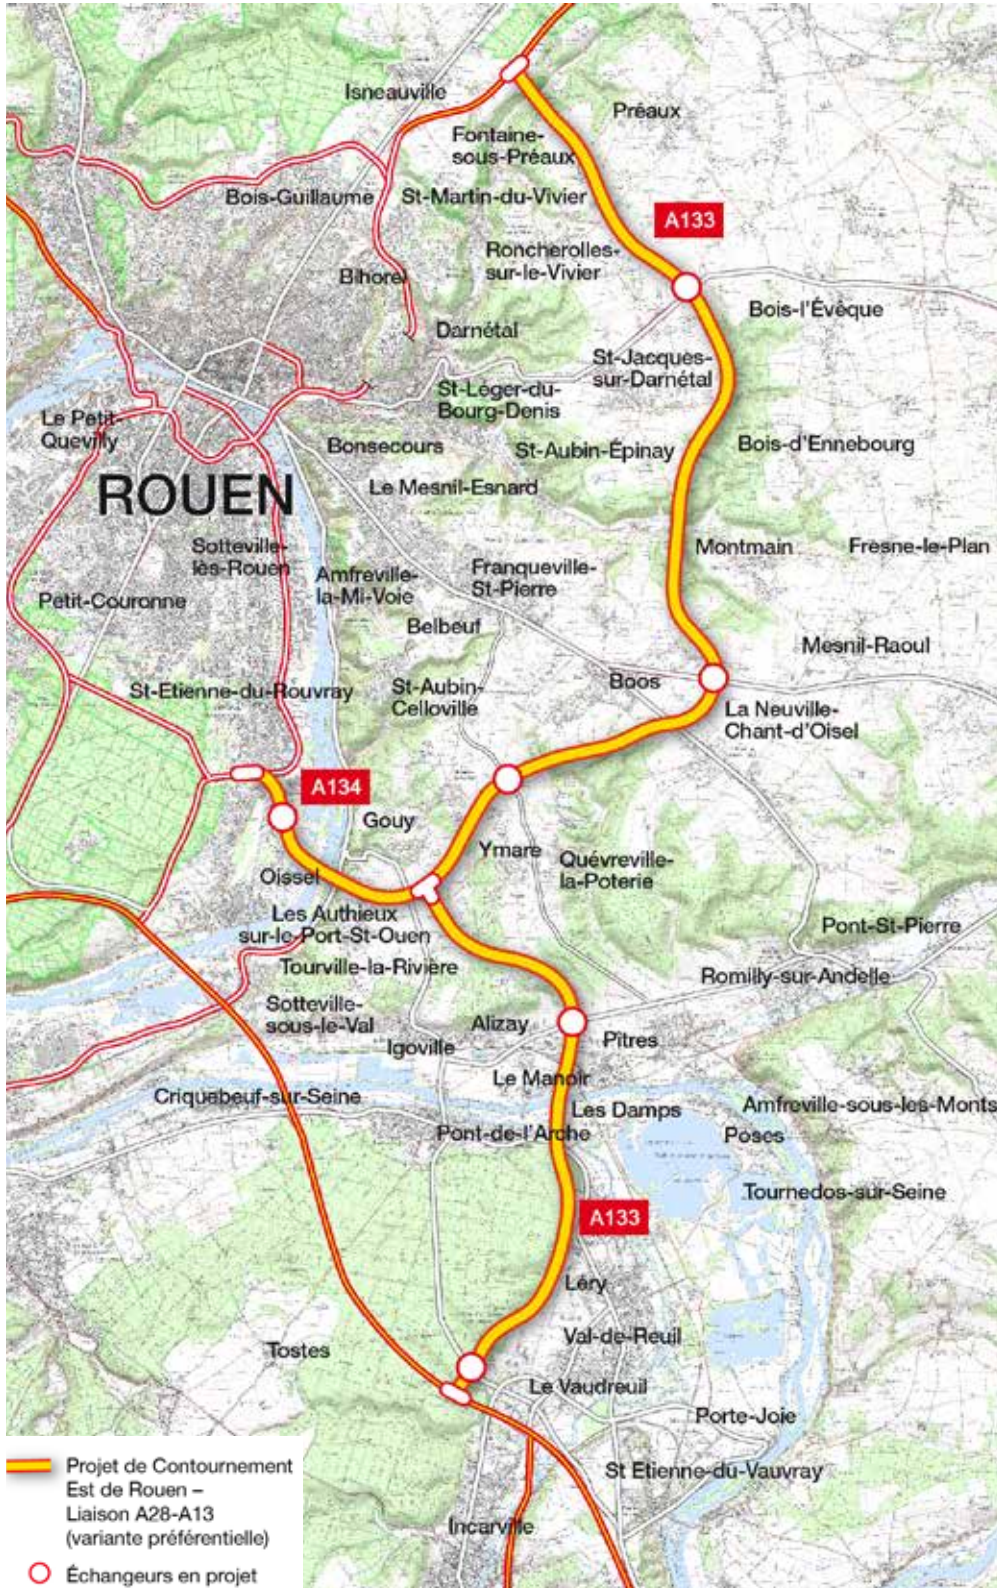 Isneauville
Préaux
Fontaine-
sous-Préaux
Bois-Guillaume
St-Martin-du-Vivier
A133
Roncherolles-
sur-le-Vivier
Bihorel
Bois-l'Évêque
Darnétal
St-Jacques-
sur-Darnétal
St-Léger-du-
Bourg-Denis
Le Petit-
Quevilly
Bonsecours
St-Aubin-Épinay
Bois-d'Ennebourg
Le Mesnil-Esnard
ROUEN
Sotteville-
lès-Rouen
Montmain
Fresne-le-Plan
Amfreville-
la-Mi-Voie
Franqueville-
St-Pierre
Petit-Couronne
Belbeuf
Mesnil-Raoul
St-Etienne-du-Rouvray
St-Aubin-
Celloville
Boos
La Neuville-
Chant-d'Oisel
A134
Gouy
Ymare
Quévreville-
la-Poterie
Oissel
Les Authieux
sur-le-Port-St-Ouen
Pont-St-Pierre
Tourville-la-Rivière
Romilly-sur-Andelle
Sotteville-
sous-le-Val
Alizay
Igoville
Pîtres
Le Manoir
Criquebeuf-sur-Seine
Les Damps
Amfreville-sous-les-Monts
Pont-de-l'Arche
Poses
Tournedos-sur-Seine
A133
Léry
Val-de-Reuil
Tostes
Le Vaudreuil
Porte-Joie
St Etienne-du-Vauvray
Incarville
Projet de Contournement
Est de Rouen –
Liaison A28-A13
(variante préférentielle)
Échangeurs en projet